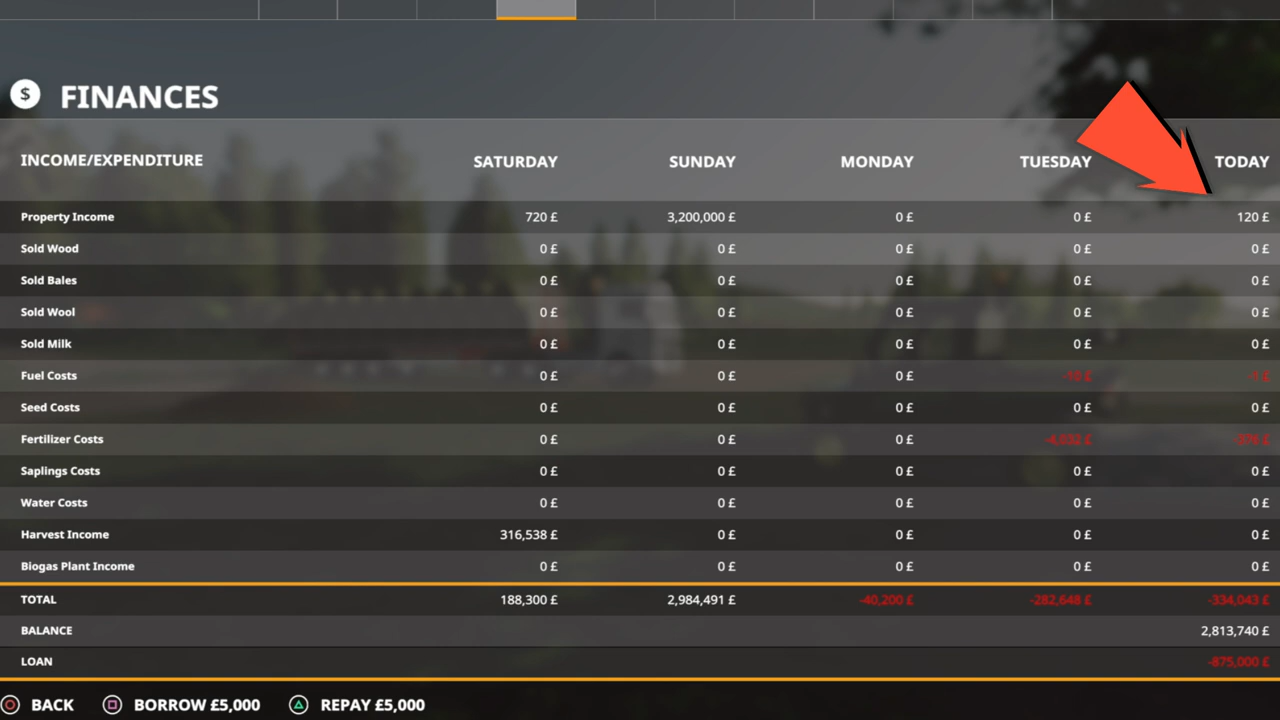 $ FINANCES
INCOME/EXPENDITURE SATURDAY SUNDAY MONDAY TUESDAY TODAY
Property Income 720 £ 3,200,000 £ 0 £ 0 £ 120 £
Sold Wood 0 £ 0 £ 0 £ 0 £ 0 £
Sold Bales 0 £ 0 £ 0 £ 0 £ 0 £
Sold Wool 0 £ 0 £ 0 £ 0 £ 0 £
Sold Milk 0 £ 0 £ 0 £ 0 £ 0 £
Fuel Costs 0 £ 0 £ 0 £ £ £
Seed Costs 0 £ 0 £ 0 £ 0 £ 0 £
Fertilizer Costs 0 £ 0 £ 0 £ £ £
Saplings Costs 0 £ 0 £ 0 £ 0 £ 0 £
Water Costs 0 £ 0 £ 0 £ 0 £ 0 £
Harvest Income 316,538 £ 0 £ 0 £ 0 £ 0 £
Biogas Plant Income 0 £ 0 £ 0 £ 0 £ 0 £
TOTAL 188,300 £ 2,984,491 £ -40,200 £ -282,648 £ -334,043 £
BALANCE 2,813,740 £
LOAN -875,000 £
BACK BORROW £5,000 REPAY £5,000